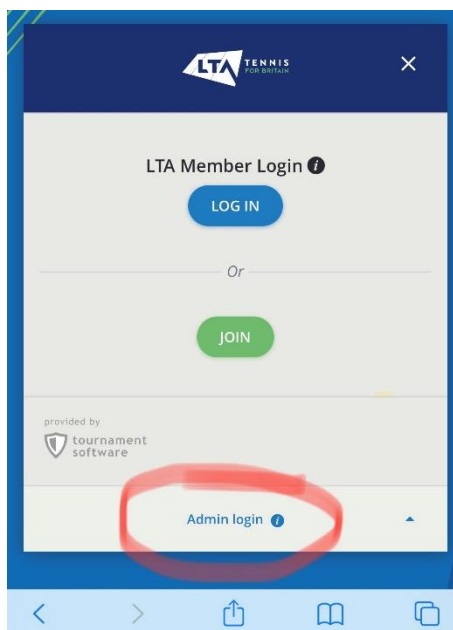 LTA TENNIS
FOR BRITAIN
LTA Member Login
LOG IN
Or
JOIN
provided by
tournament
software
Admin login